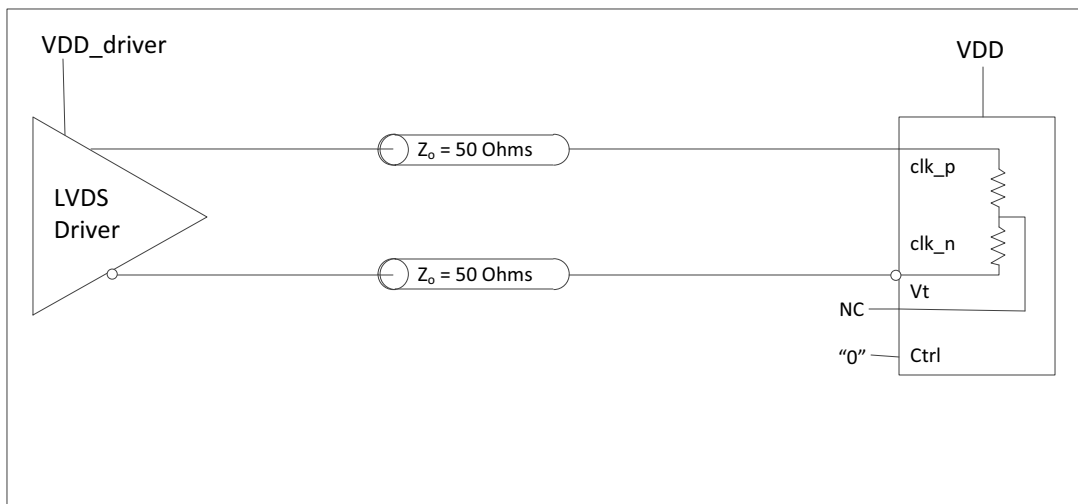 VDD_driver
VDD
Zo = 50 Ohms
clk_p
LVDS
Driver
clk_n
Zo = 50 Ohms
Vt
NC
“0”
Ctrl